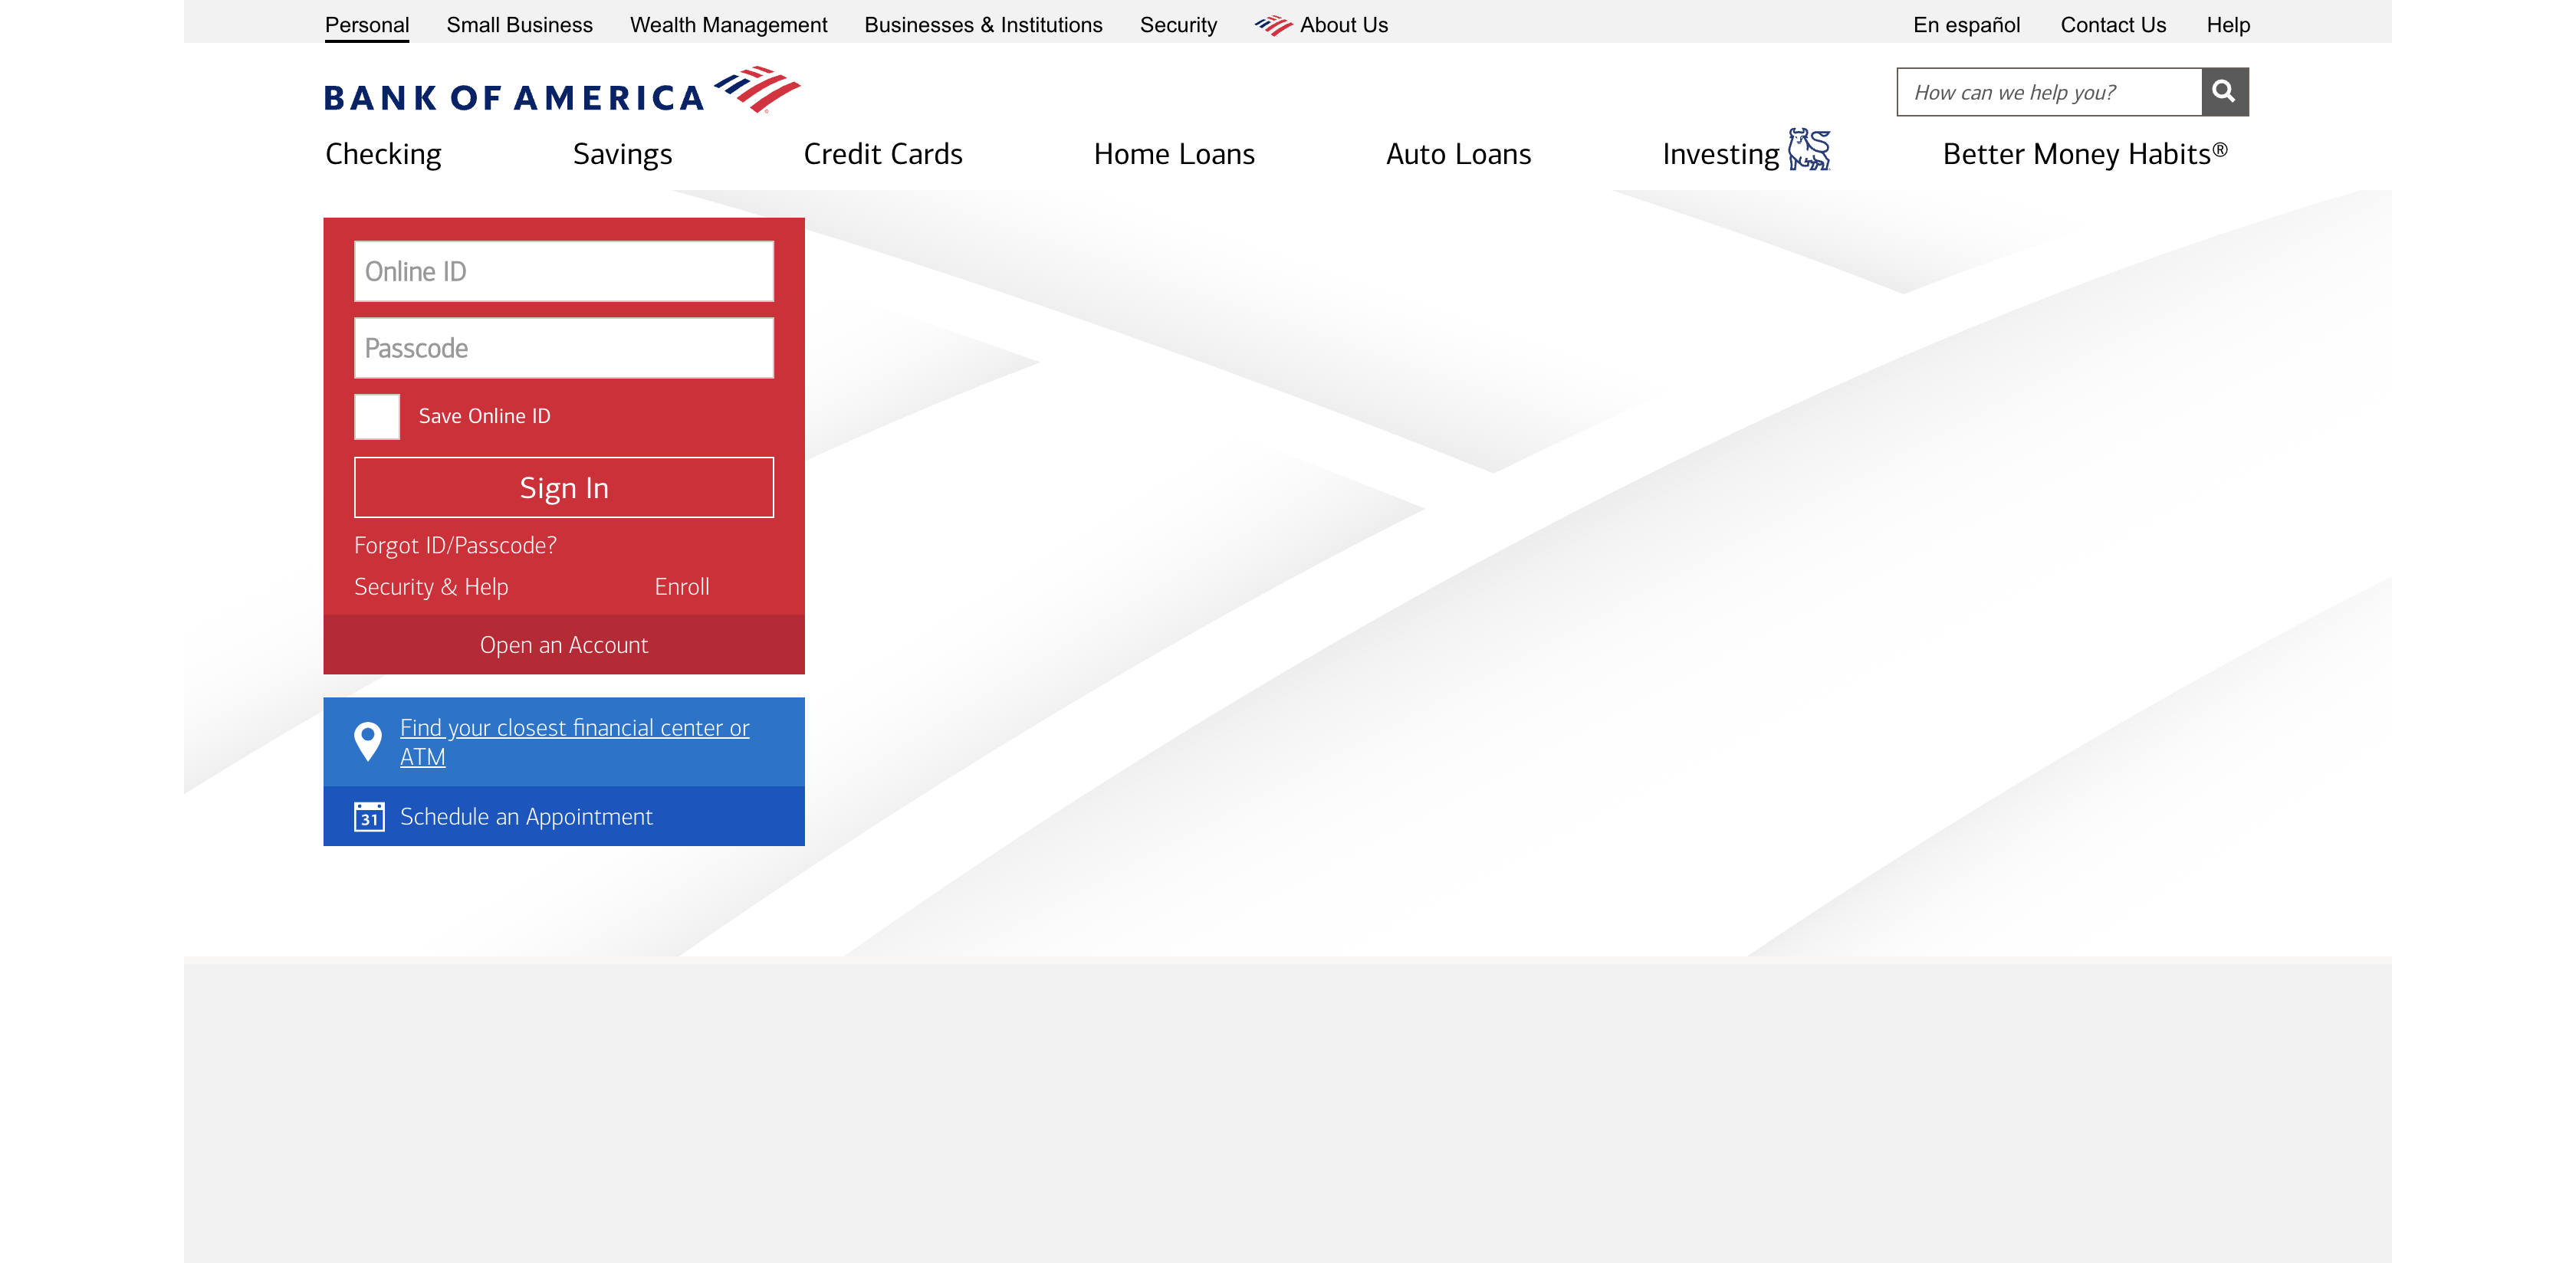 Personal Small Business Wealth Management Businesses & Institutions Security About Us En español Contact Us Help
BANK OF AMERICA
How can we help you?
Checking Savings Credit Cards Home Loans Auto Loans Investing Better Money Habits®
Online ID
Passcode
Save Online ID
Sign In
Forgot ID/Passcode?
Security & Help Enroll
Open an Account
Find your closest financial center or
ATM
31 Schedule an Appointment